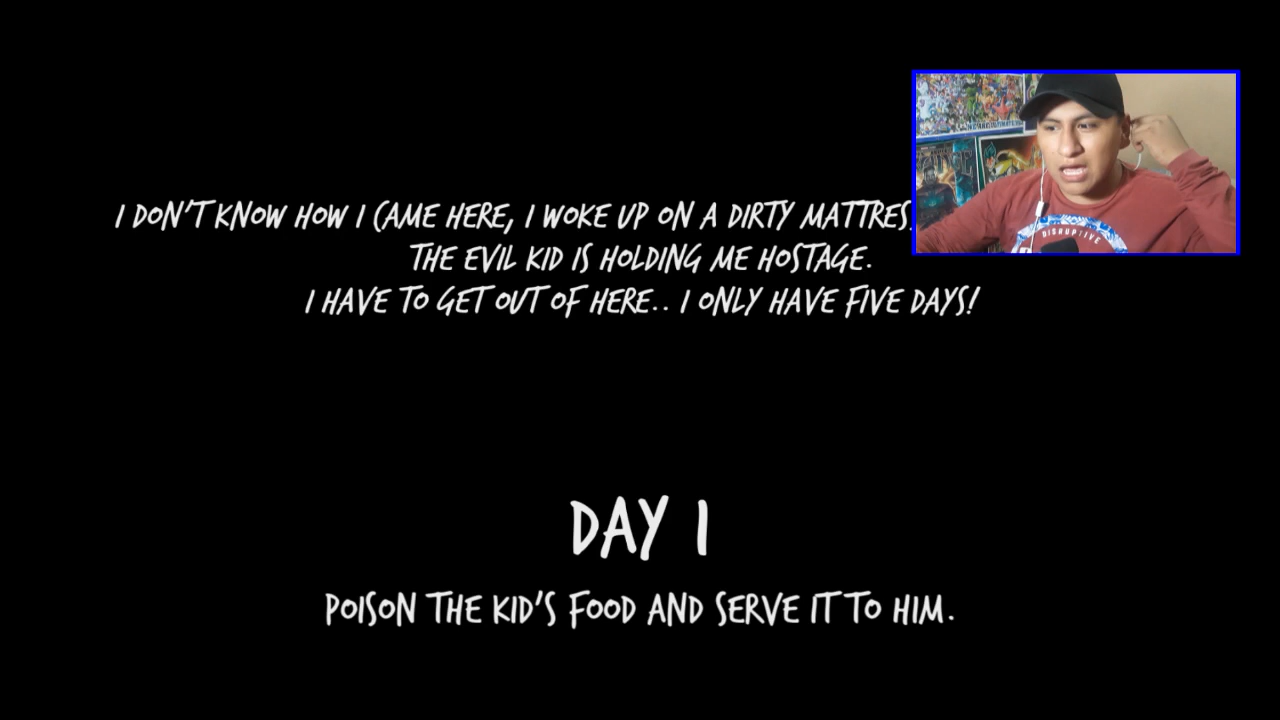 I DON'T KNOW HOW I CAME HERE, I WOKE UP ON A DIRTY MATTRES
THE EVIL KID IS HOLDING ME HOSTAGE.
I HAVE TO GET OUT OF HERE.. I ONLY HAVE FIVE DAYS!
DAY 1
POISON THE KID'S FOOD AND SERVE IT TO HIM.
DISRUPTIVE